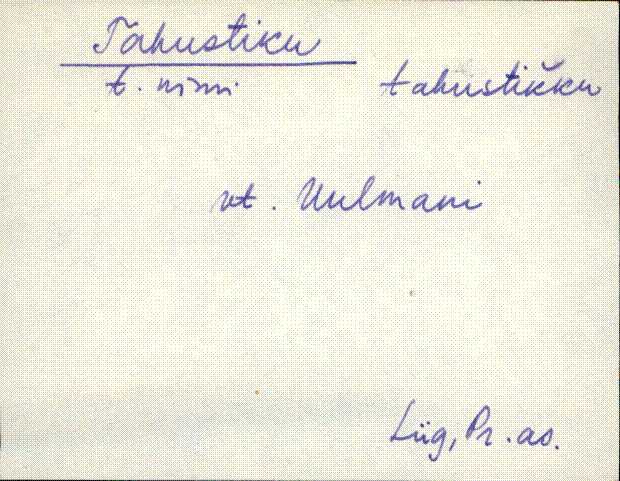 Tahustiku
t. nimi tahustikku
vt. Uulmani
Lüg, Pr. as.